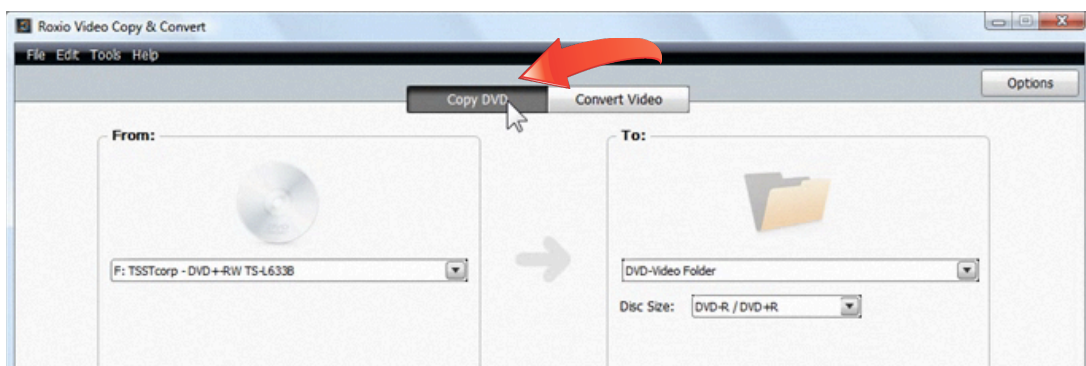 Roxio Video Copy & Convert
File Edit Tools Help
Options
Copy DVD Convert Video
From: To:
F: TSSTcorp - DVD+-RW TS-L633B DVD-Video Folder
Disc Size: DVD-R / DVD+R